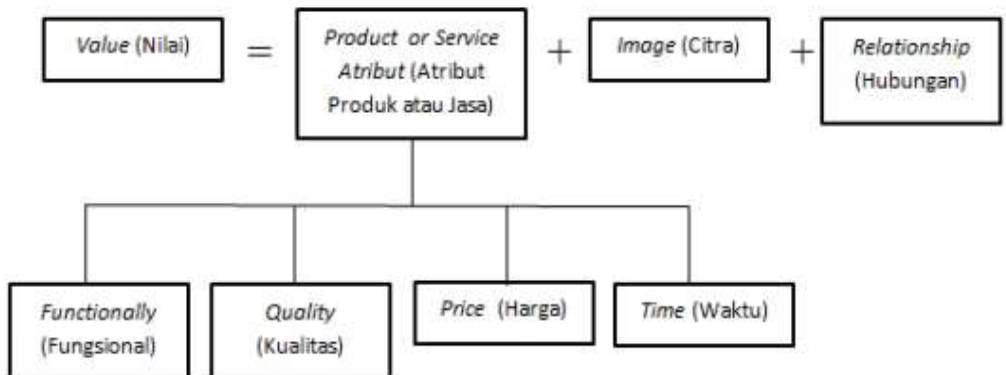 Value (Nilai)
=
Product or Service
Atribut (Atribut
Produk atau Jasa)
+
Image (Citra)
+
Relationship
(Hubungan)
Functionally
(Fungsional)
Quality
(Kualitas)
Price (Harga)
Time (Waktu)